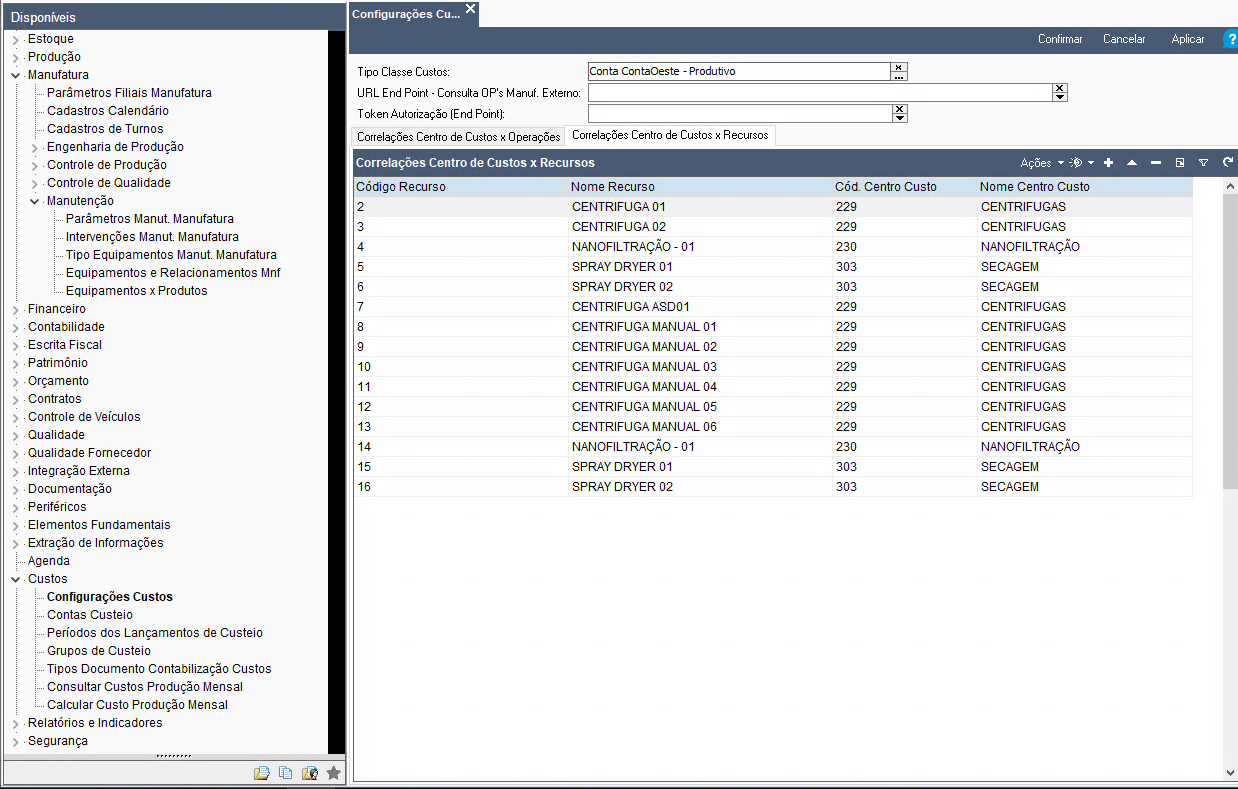 Disponíveis
Estoque
Produção
Manufatura
Parâmetros Filiais Manufatura
Cadastros Calendário
Cadastros de Turnos
Engenharia de Produção
Controle de Produção
Controle de Qualidade
Manutenção
Parâmetros Manut. Manufatura
Intervenções Manut. Manufatura
Tipo Equipamentos Manut. Manufatura
Equipamentos e Relacionamentos Mnf
Equipamentos x Produtos
Financeiro
Contabilidade
Escrita Fiscal
Patrimônio
Orçamento
Contratos
Controle de Veículos
Qualidade
Qualidade Fornecedor
Integração Externa
Documentação
Periféricos
Elementos Fundamentais
Extração de Informações
Agenda
Custos
Configurações Custos
Contas Custeio
Períodos dos Lançamentos de Custeio
Grupos de Custeio
Tipos Documento Contabilização Custos
Consultar Custos Produção Mensal
Calcular Custo Produção Mensal
Relatórios e Indicadores
Segurança
Configurações Cu...
Confirmar Cancelar Aplicar ?
Tipo Classe Custos: Conta ContaOeste - Produtivo
URL End Point - Consulta OP's Manuf. Externo:
Token Autorização (End Point):
Correlações Centro de Custos x Operações Correlações Centro de Custos x Recursos
Correlações Centro de Custos x Recursos Ações
Código Recurso Nome Recurso Cód. Centro Custo Nome Centro Custo
2 CENTRIFUGA 01 229 CENTRIFUGAS
3 CENTRIFUGA 02 229 CENTRIFUGAS
4 NANOFILTRAÇÃO - 01 230 NANOFILTRAÇÃO
5 SPRAY DRYER 01 303 SECAGEM
6 SPRAY DRYER 02 303 SECAGEM
7 CENTRIFUGA ASD01 229 CENTRIFUGAS
8 CENTRIFUGA MANUAL 01 229 CENTRIFUGAS
9 CENTRIFUGA MANUAL 02 229 CENTRIFUGAS
10 CENTRIFUGA MANUAL 03 229 CENTRIFUGAS
11 CENTRIFUGA MANUAL 04 229 CENTRIFUGAS
12 CENTRIFUGA MANUAL 05 229 CENTRIFUGAS
13 CENTRIFUGA MANUAL 06 229 CENTRIFUGAS
14 NANOFILTRAÇÃO - 01 230 NANOFILTRAÇÃO
15 SPRAY DRYER 01 303 SECAGEM
16 SPRAY DRYER 02 303 SECAGEM